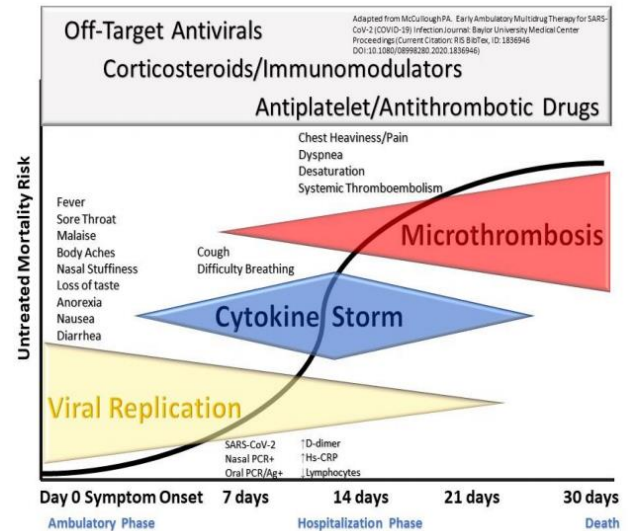 Off-Target Antivirals
Adapted from McCullough PA. Early Ambulatory Multidrug Therapy for SARS-
CoV-2 (COVID-19) Infection Journal: Baylor University Medical Center
Proceedings (Current Citation: RIS BibTex, ID: 1836946
DOI:10.1080/08998280.2020.1836946)
Corticosteroids/Immunomodulators
Antiplatelet/Antithrombotic Drugs
Untreated Mortality Risk
Chest Heaviness/Pain
Dyspnea
Desaturation
Systemic Thromboembolism
Fever
Sore Throat
Malaise
Body Aches
Nasal Stuffiness
Loss of taste
Anorexia
Nausea
Diarrhea
Cough
Difficulty Breathing
Microthrombosis
Cytokine Storm
Viral Replication
SARS-CoV-2
Nasal PCR+
Oral PCR/Ag+
↑D-dimer
↑Hs-CRP
↓Lymphocytes
Day 0 Symptom Onset 7 days 14 days 21 days 30 days
Ambulatory Phase Hospitalization Phase Death